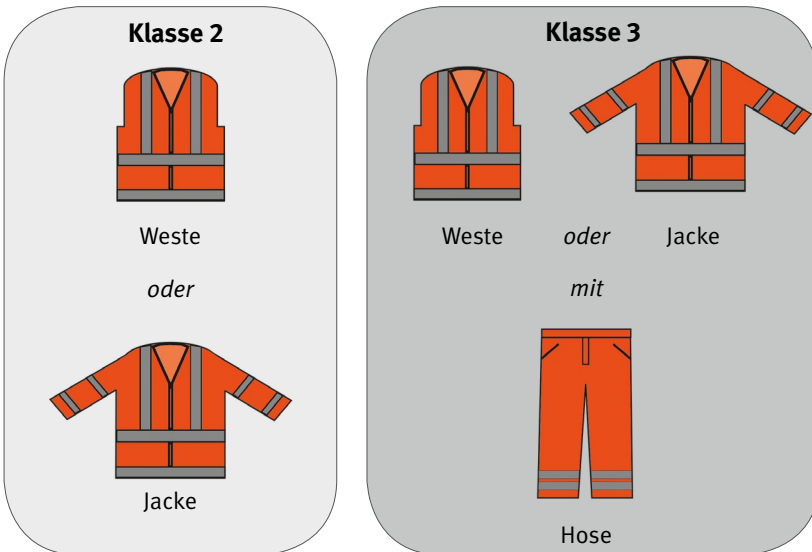 Klasse 2
Weste
oder
Jacke
Klasse 3
Weste oder Jacke
mit
Hose